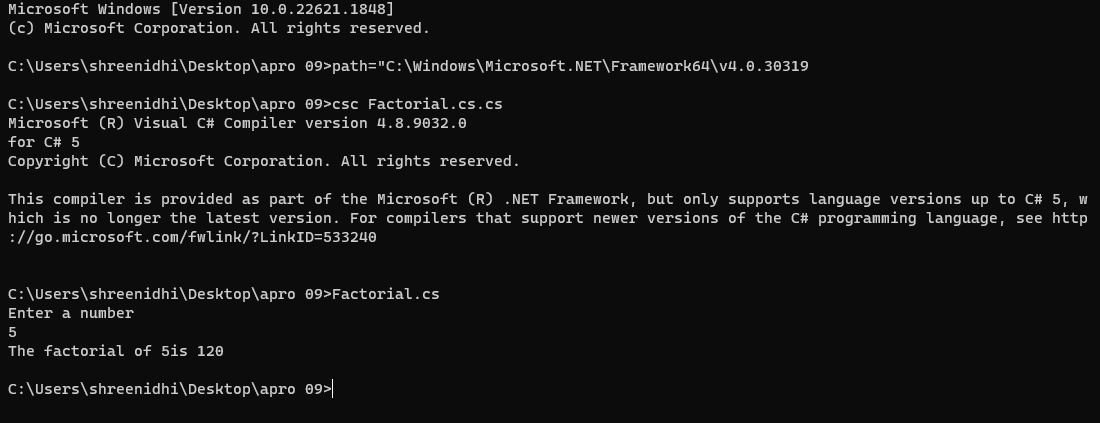 Microsoft Windows [Version 10.0.22621.1848]
(c) Microsoft Corporation. All rights reserved.
C:\Users\shreenidhi\Desktop\apro 09>path="C:\Windows\Microsoft.NET\Framework64\v4.0.30319
C:\Users\shreenidhi\Desktop\apro 09>csc Factorial.cs.cs
Microsoft (R) Visual C# Compiler version 4.8.9032.0
for C# 5
Copyright (C) Microsoft Corporation. All rights reserved.
This compiler is provided as part of the Microsoft (R) .NET Framework, but only supports language versions up to C# 5, w
hich is no longer the latest version. For compilers that support newer versions of the C# programming language, see http
://go.microsoft.com/fwlink/?LinkID=533240
C:\Users\shreenidhi\Desktop\apro 09>Factorial.cs
Enter a number
5
The factorial of 5is 120
C:\Users\shreenidhi\Desktop\apro 09>